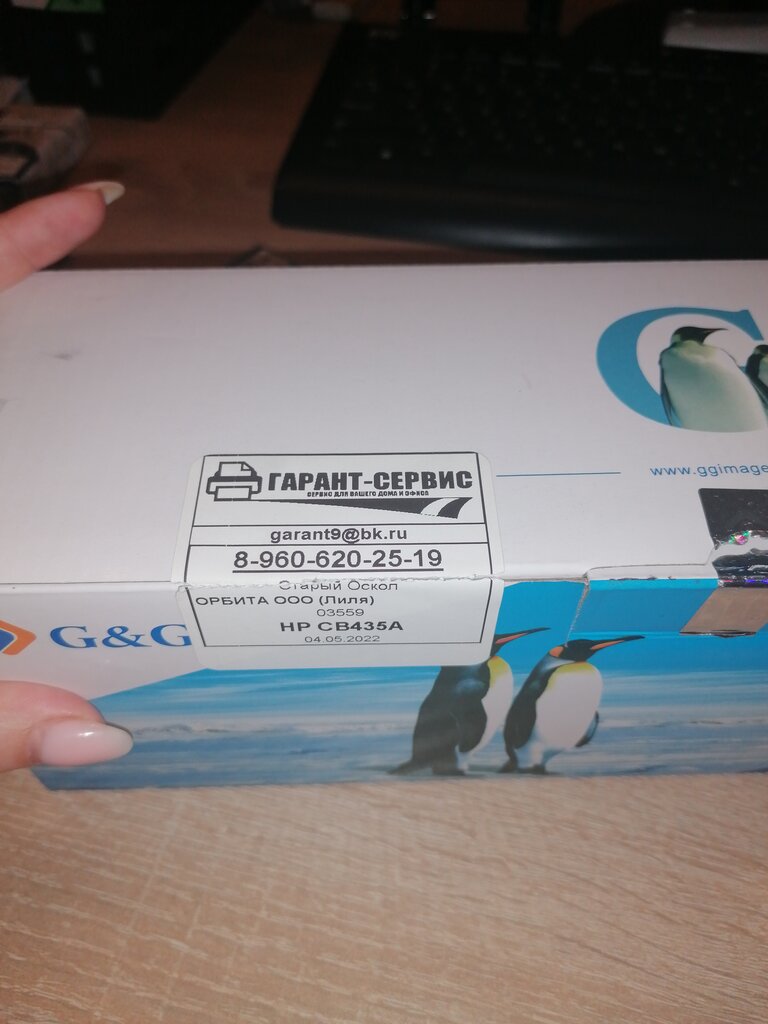 ГАРАНТ-СЕРВИС
СЕРВИС ДЛЯ ВАШЕГО ДОМА И ОФИСА
www.ggimage
garant9@bk.ru
8-960-620-25-19
Старый Оскол
ОРБИТА ООО (Лиля)
03559
HP CB435A
04.05.2022
G&G